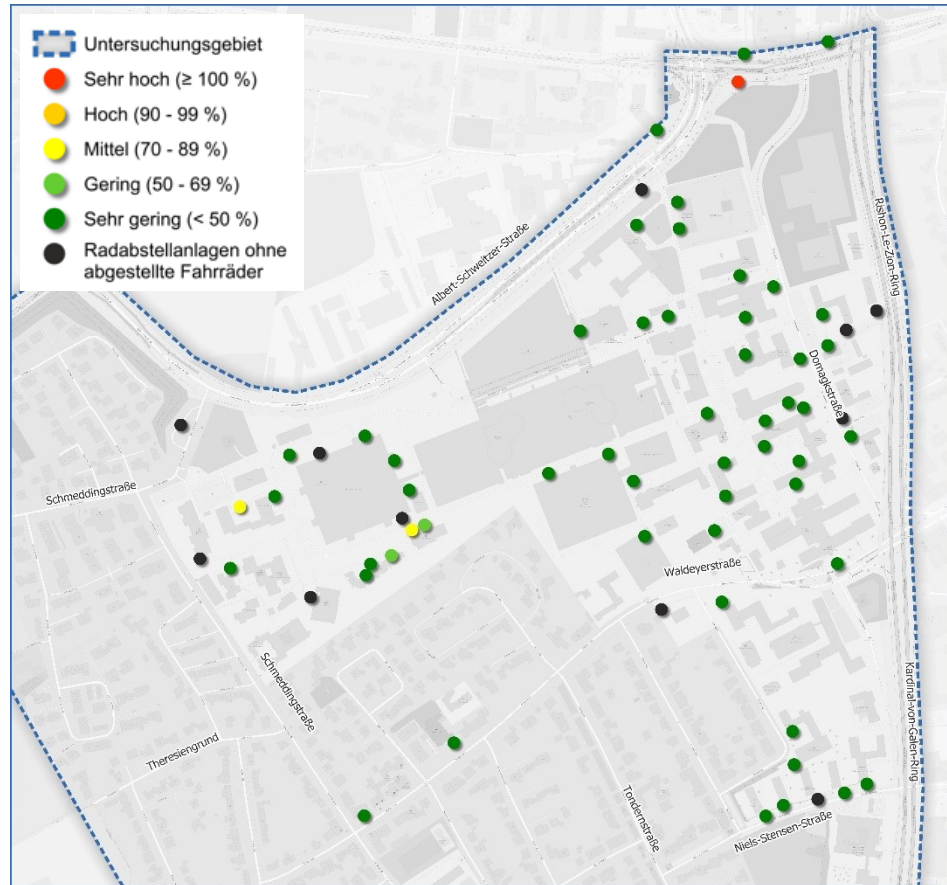 Untersuchungsgebiet
Sehr hoch (≥ 100 %)
Hoch (90 - 99 %)
Mittel (70 - 89 %)
Gering (50 - 69 %)
Sehr gering (< 50 %)
Radabstellanlagen ohne
abgestellte Fahrräder
Albert-Schweitzer-Straße
Rishon-Le-Zion-Ring
Domagkstraße
Schmeddingstraße
Waldeyerstraße
Schmeddingstraße
Kardinal-von-Galen-Ring
Theresiengrund
Tondernstraße
Niels-Stensen-Straße